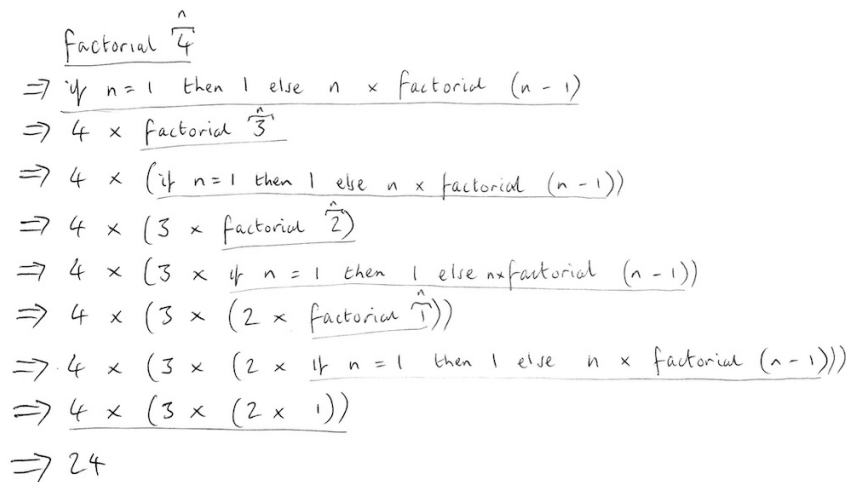 n
factorial 4
⇒ if n = 1 then 1 else n × factorial (n - 1)
n
⇒ 4 × factorial 3
⇒ 4 × (if n = 1 then 1 else n × factorial (n - 1))
n
⇒ 4 × (3 × factorial 2)
⇒ 4 × (3 × if n = 1 then 1 else n × factorial (n - 1))
n
⇒ 4 × (3 × (2 × factorial 1))
⇒ 4 × (3 × (2 × if n = 1 then 1 else n × factorial (n - 1)))
⇒ 4 × (3 × (2 × 1))
⇒ 24